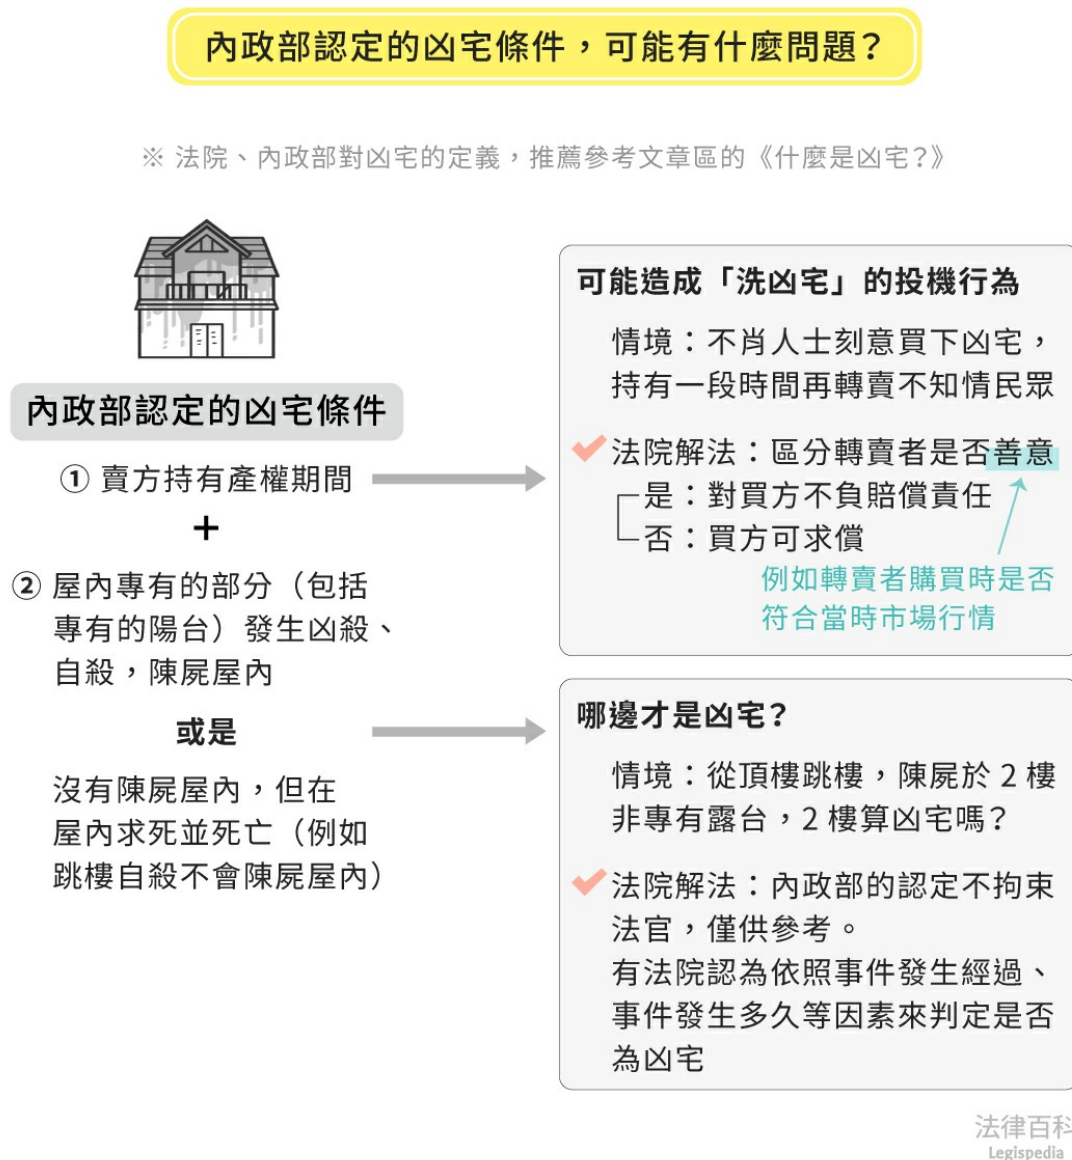 內政部認定的凶宅條件，可能有什麼問題？
※ 法院、內政部對凶宅的定義，推薦參考文章區的《什麼是凶宅？》
內政部認定的凶宅條件
① 賣方持有產權期間
+
② 屋內專有的部分（包括
專有的陽台）發生凶殺、
自殺，陳屍屋內
或是
沒有陳屍屋內，但在
屋內求死並死亡（例如
跳樓自殺不會陳屍屋內）
可能造成「洗凶宅」的投機行為
情境：不肖人士刻意買下凶宅，
持有一段時間再轉賣不知情民眾
法院解法：區分轉賣者是否善意
是：對買方不負賠償責任
否：買方可求償
例如轉賣者購買時是否
符合當時市場行情
哪邊才是凶宅？
情境：從頂樓跳樓，陳屍於 2 樓
非專有露台，2 樓算凶宅嗎？
法院解法：內政部的認定不拘束
法官，僅供參考。
有法院認為依照事件發生經過、
事件發生多久等因素來判定是否
為凶宅
法律百科
Legispedia